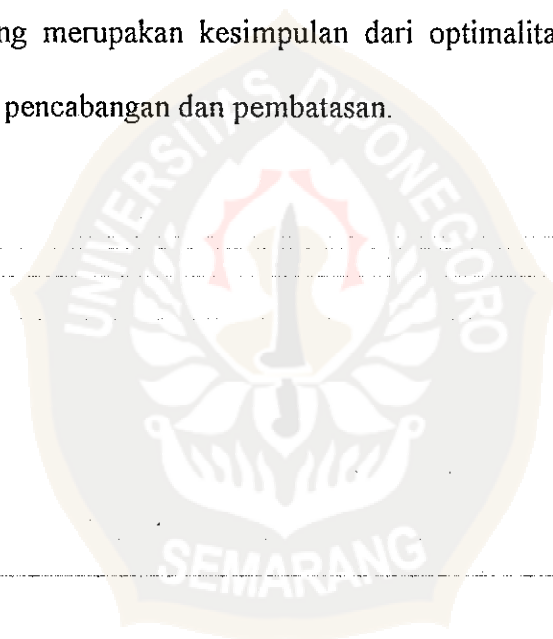 ng merupakan kesimpulan dari optimalita
pencabangan dan pembatasan.
UNIVERSITAS DIPONEGORO
SEMARANG